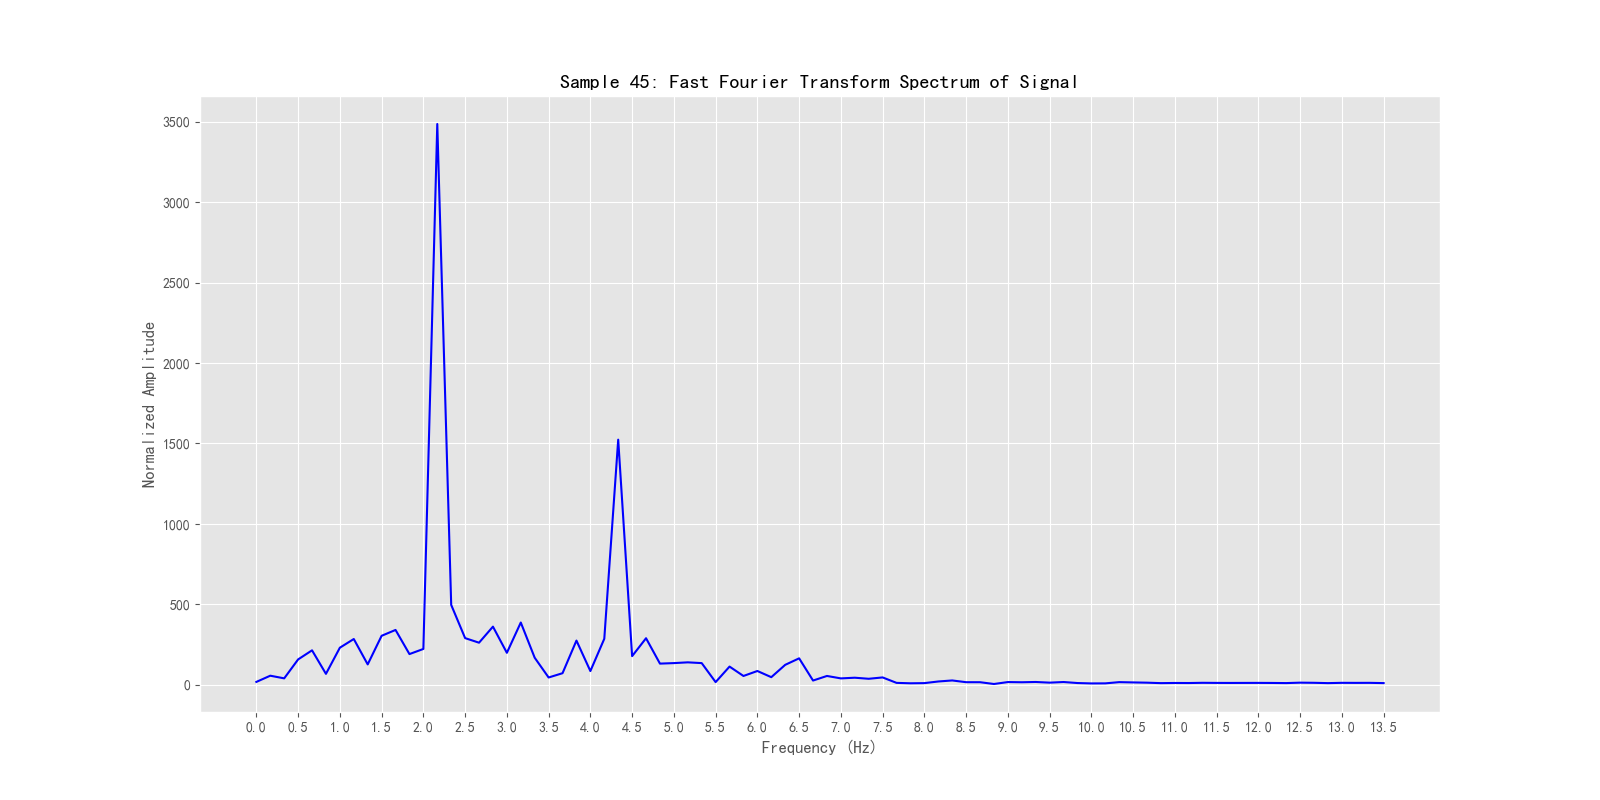 Sample 45: Fast Fourier Transform Spectrum of Signal
3500
3000
2500
2000
1500
1000
500
0
Normalized Amplitude
0.0 0.5 1.0 1.5 2.0 2.5 3.0 3.5 4.0 4.5 5.0 5.5 6.0 6.5 7.0 7.5 8.0 8.5 9.0 9.5 10.0 10.5 11.0 11.5 12.0 12.5 13.0 13.5
Frequency (Hz)